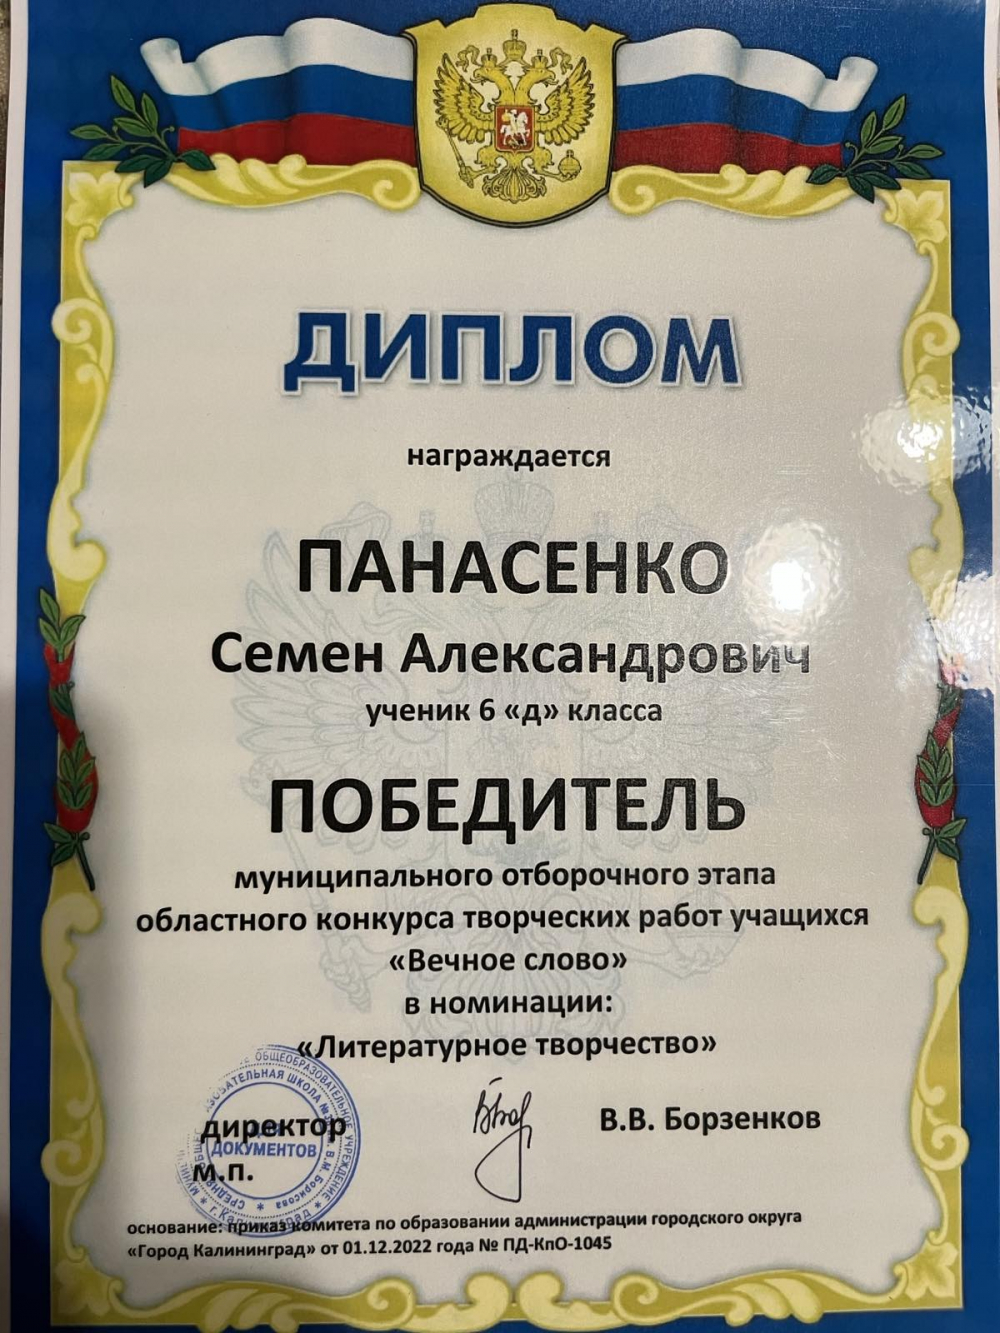 ДИПЛОМ
награждается
ПАНАСЕНКО
Семен Александрович
ученик 6 «д» класса
ПОБЕДИТЕЛЬ
муниципального отборочного этапа
областного конкурса творческих работ учащихся
«Вечное слово»
в номинации:
«Литературное творчество»
директор
В.В. Борзенков
ДОКУМЕНТОВ
м.п.
основание: приказ комитета по образованию администрации городского округа
«Город Калининград» от 01.12.2022 года № ПД-КпО-1045